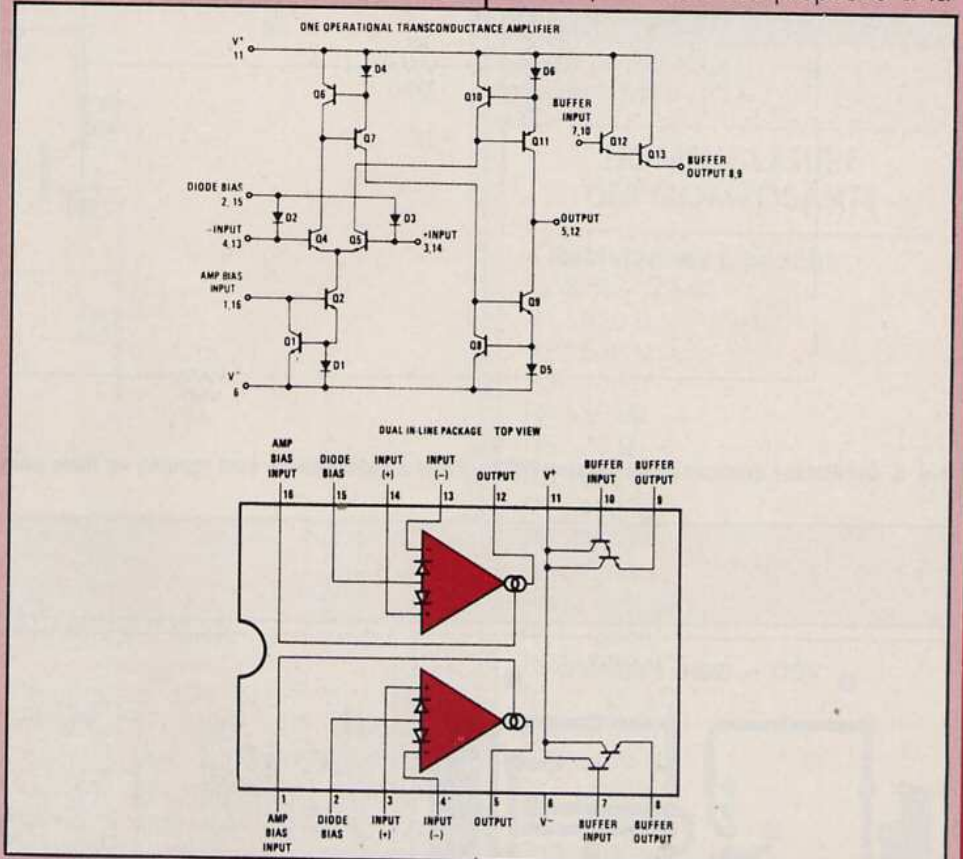 ONE OPERATIONAL TRANSCONDUCTANCE AMPLIFIER
V+
11
D4
D6
Q6
Q10
BUFFER
INPUT
7,10
Q7
Q11
Q12
Q13
BUFFER
OUTPUT 8,9
DIODE BIAS
2, 15
D2
D3
OUTPUT
5,12
-INPUT
4,13
Q4
Q5
+INPUT
3,14
AMP BIAS
INPUT
1,16
Q2
Q9
Q1
Q8
D1
D5
V-
6
DUAL IN-LINE PACKAGE TOP VIEW
AMP
BIAS
INPUT
DIODE
BIAS
INPUT
(+)
INPUT
(-)
OUTPUT
V+
BUFFER
INPUT
BUFFER
OUTPUT
16
15
14
13
12
11
10
9
1
2
3
4
5
6
7
8
AMP
BIAS
INPUT
DIODE
BIAS
INPUT
(+)
INPUT
(-)
OUTPUT
V-
BUFFER
INPUT
BUFFER
OUTPUT